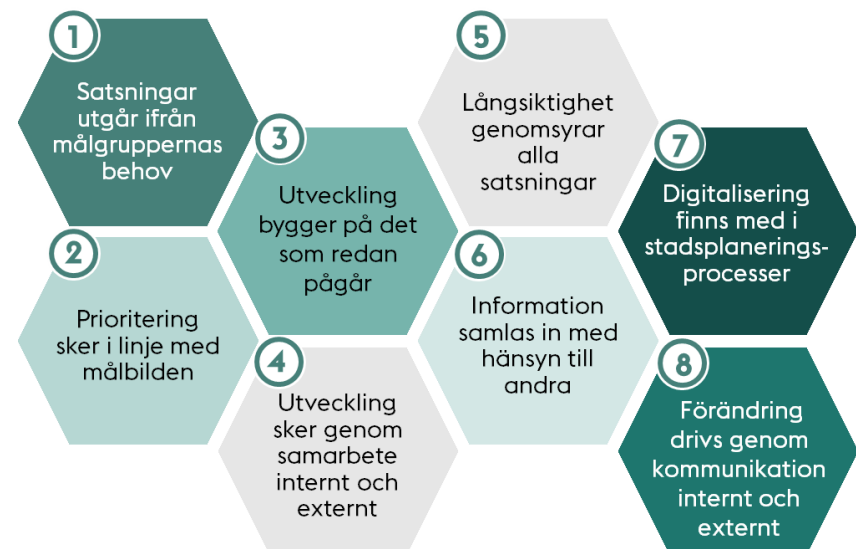 1
Satsningar
utgår ifrån
målgruppernas
behov
2
Prioritering
sker i linje med
målbilden
3
Utveckling
bygger på det
som redan
pågår
4
Utveckling
sker genom
samarbete
internt och
externt
5
Långsiktighet
genomsyrar
alla
satsningar
6
Information
samlas in med
hänsyn till
andra
7
Digitalisering
finns med i
stadsplanerings-
processer
8
Förändring
drivs genom
kommunikation
internt och
externt